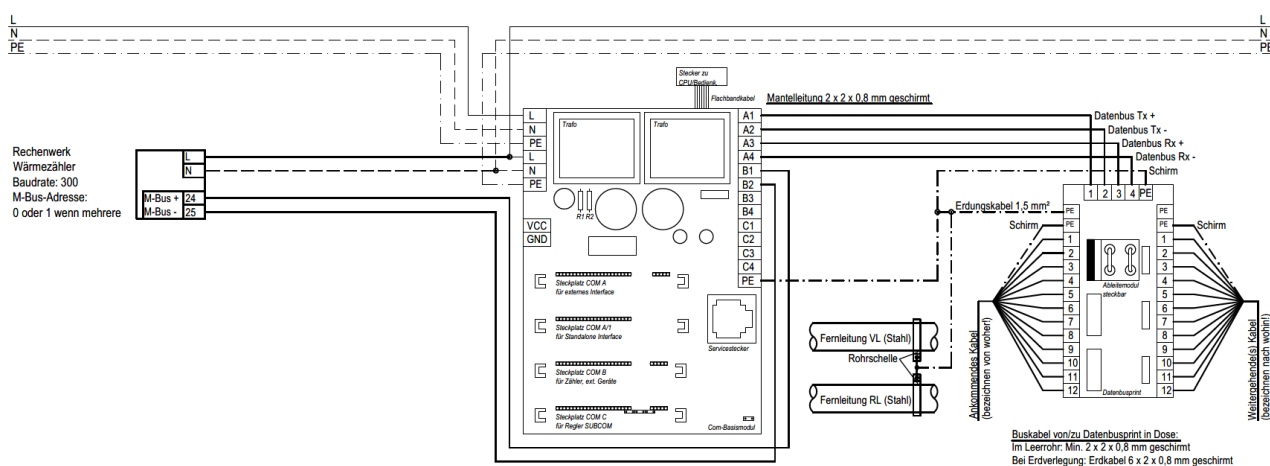 L
N
PE
L
N
PE
Stecker zu
CPU/Bedienk.
Flachbandkabel
Mantelleitung 2 x 2 x 0,8 mm geschirmt
L
N
PE
L
N
PE
Trafo
Trafo
A1
A2
A3
A4
B1
B2
B3
B4
C1
C2
C3
C4
PE
Datenbus Tx +
Datenbus Tx -
Datenbus Rx +
Datenbus Rx -
Schirm
Rechenwerk
Wärmezähler
Baudrate: 300
M-Bus-Adresse:
0 oder 1 wenn mehrere
L
N
M-Bus + 24
M-Bus - 25
R1 R2
VCC
GND
Steckplatz COM A
für externes Interface
Steckplatz COM A/1
für Standalone Interface
Steckplatz COM B
für Zähler, ext. Geräte
Steckplatz COM C
für Regler SUBCOM
Servicestecker
Com-Basismodul
Erdungskabel 1,5 mm²
1 2 3 4 PE
PE
PE
1
2
3
4
5
6
7
8
9
10
11
12
PE
PE
1
2
3
4
5
6
7
8
9
10
11
12
Schirm
Schirm
Ableitemodul
steckbar
Datenbusprint
Fernleitung VL (Stahl)
Rohrschelle
Fernleitung RL (Stahl)
Ankommendes Kabel
(bezeichnen von woher!)
Weitergehende(s) Kabel
(bezeichnen nach wohin!!)
Buskabel von/zu Datenbusprint in Dose:
Im Leerrohr: Min. 2 x 2 x 0,8 mm geschirmt
Bei Erdverlegung: Erdkabel 6 x 2 x 0,8 mm geschirmt